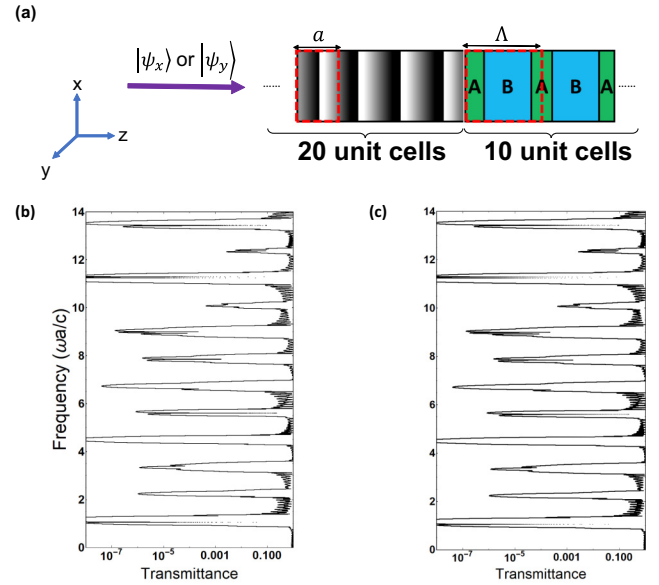 (a)
|ψₓ⟩ or |ψᵧ⟩
a
Λ
x
z
y
......
A
B
A
B
A
......
20 unit cells
10 unit cells
(b)
(c)
Frequency (ωa/c)
14
12
10
8
6
4
2
0
10⁻⁷
10⁻⁵
0.001
0.100
Transmittance
14
12
10
8
6
4
2
0
10⁻⁷
10⁻⁵
0.001
0.100
Transmittance